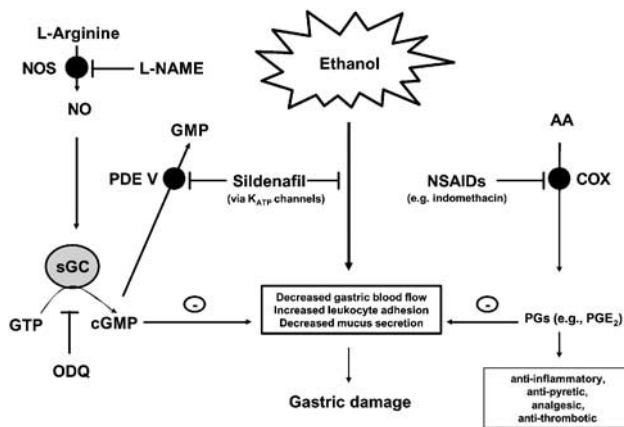 L-Arginine
NOS
L-NAME
NO
Ethanol
GMP
AA
PDE V
Sildenafil
(via K_ATP channels)
NSAIDs
(e.g. indomethacin)
COX
sGC
GTP
cGMP
ODQ
-
Decreased gastric blood flow
Increased leukocyte adhesion
Decreased mucus secretion
-
PGs (e.g., PGE₂)
Gastric damage
anti-inflammatory,
anti-pyretic,
analgesic,
anti-thrombotic